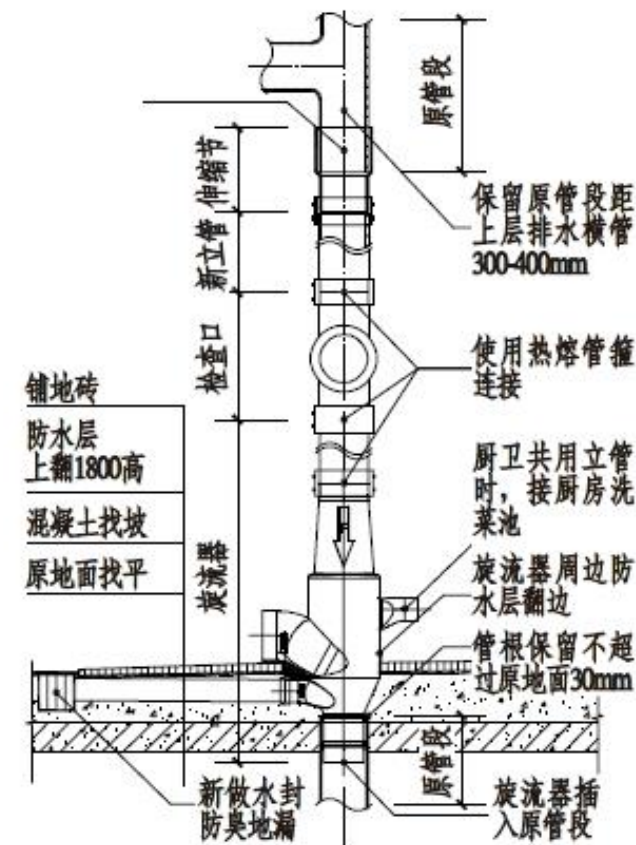 原管段
伸缩节
保留原管段距
上层排水横管
300-400mm
新立管
检查口
使用热熔管箍
连接
铺地砖
防水层
上翻1800高
混凝土找坡
原地面找平
旋流器
厨卫共用立管
时，接厨房洗
菜池
旋流器周边防
水层翻边
管根保留不超
过原地面30mm
原管段
新做水封
防臭地漏
旋流器插
入原管段